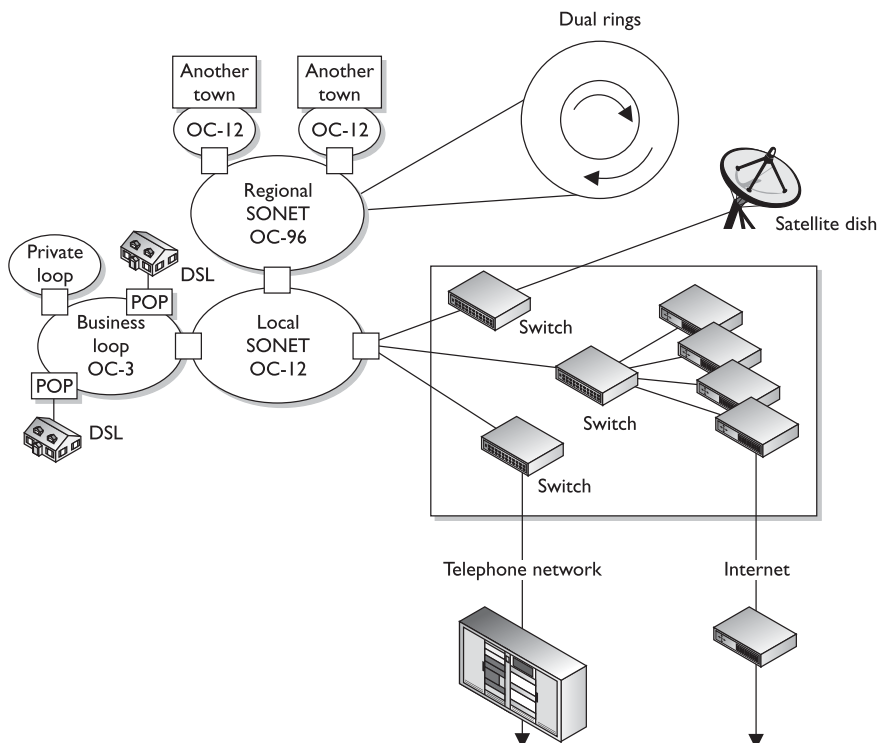 Dual rings
Another
town
Another
town
OC-12
OC-12
Regional
SONET
OC-96
Satellite dish
Private
loop
DSL
POP
Business
loop
OC-3
Local
SONET
OC-12
Switch
Switch
POP
DSL
Switch
Telephone network
Internet